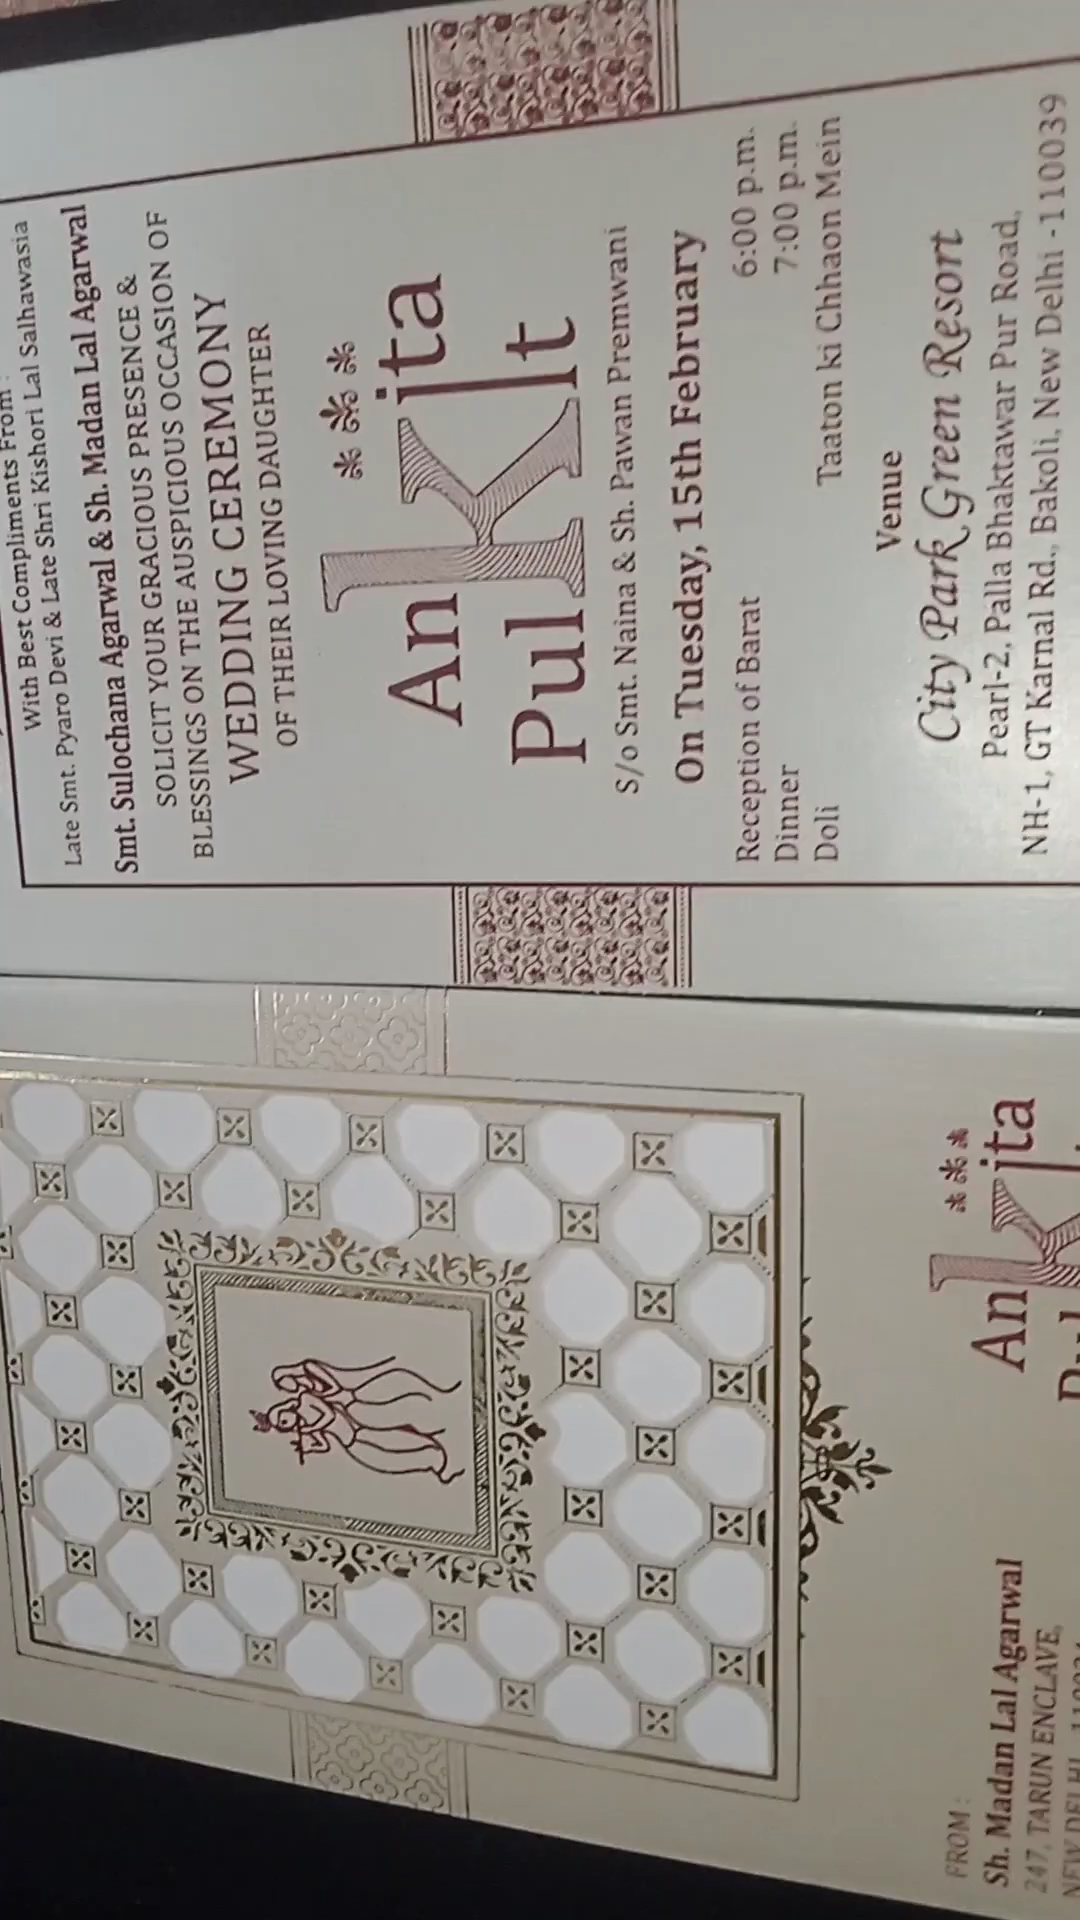 With Best Compliments From :
Late Smt. Pyaro Devi & Late Shri Kishori Lal Salhawasia
Smt. Sulochana Agarwal & Sh. Madan Lal Agarwal
SOLICIT YOUR GRACIOUS PRESENCE &
BLESSINGS ON THE AUSPICIOUS OCCASION OF
WEDDING CEREMONY
OF THEIR LOVING DAUGHTER
Ankita
Pulkit
S/o Smt. Naina & Sh. Pawan Premwani
On Tuesday, 15th February
Reception of Barat 6:00 p.m.
Dinner 7:00 p.m.
Doli Taaton ki Chhaon Mein
Venue
City Park Green Resort
Pearl-2, Palla Bhaktawar Pur Road,
NH-1, GT Karnal Rd., Bakoli, New Delhi -110039
Ankita
FROM :
Sh. Madan Lal Agarwal
247, TARUN ENCLAVE,
NEW DELHI